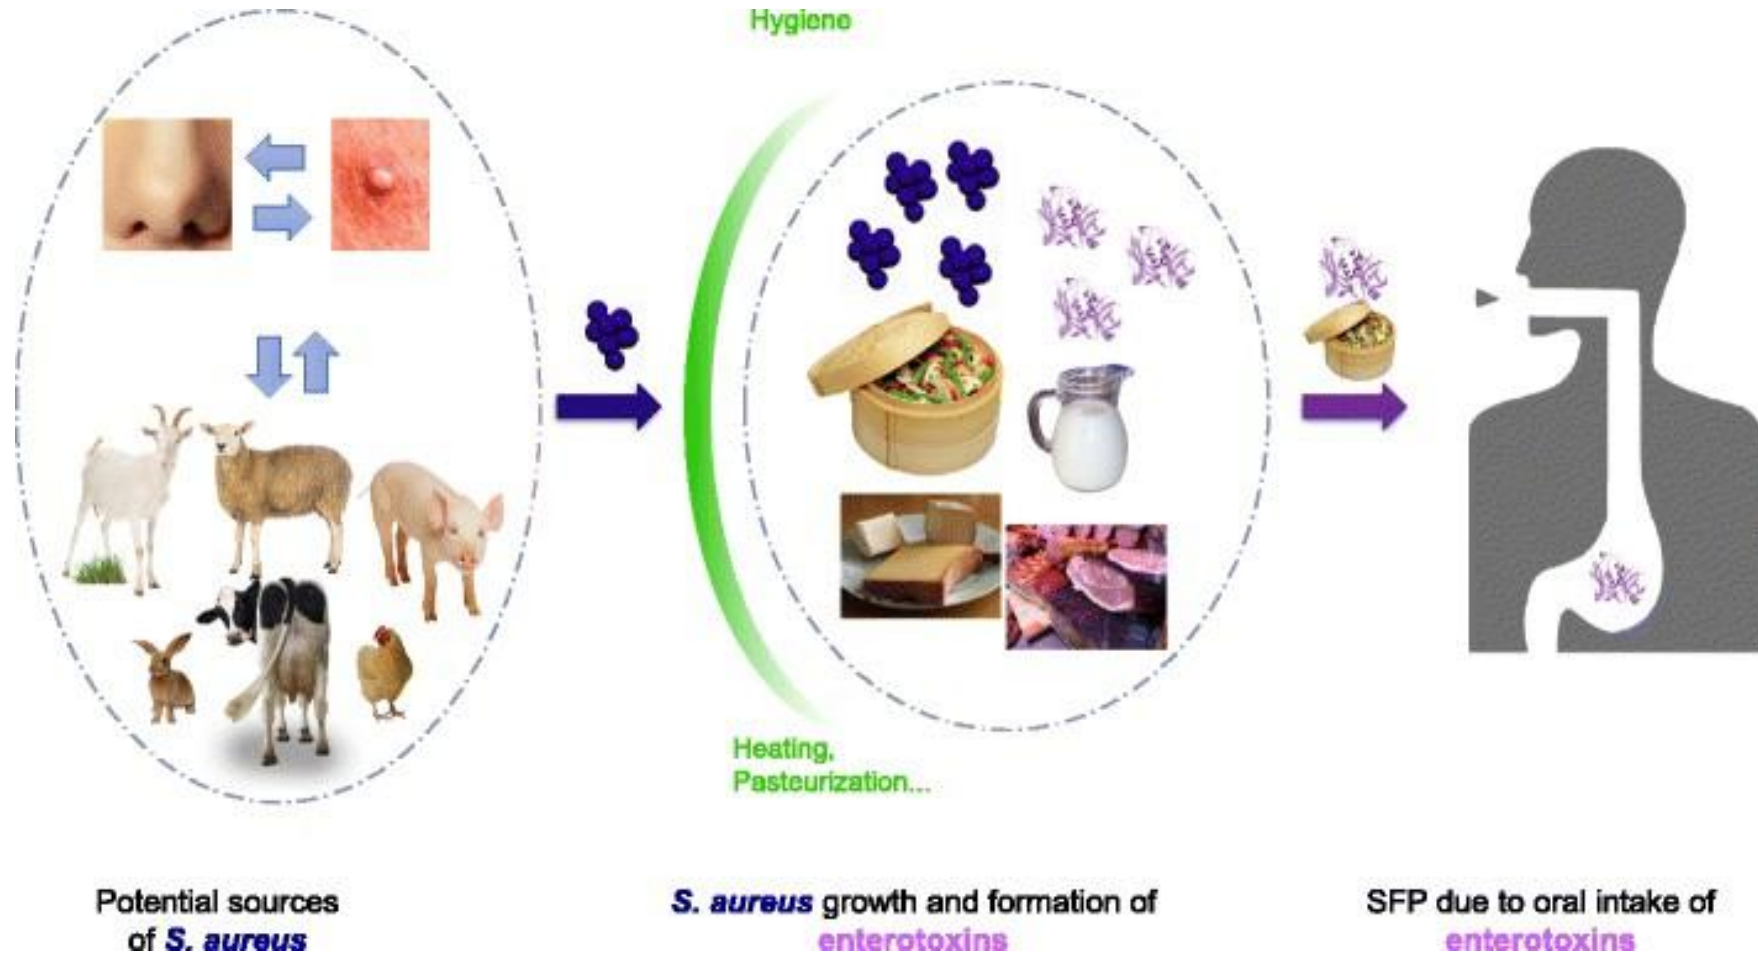 Hygiene
Heating,
Pasteurization...
Potential sources
of S. aureus
S. aureus growth and formation of
enterotoxins
SFP due to oral intake of
enterotoxins